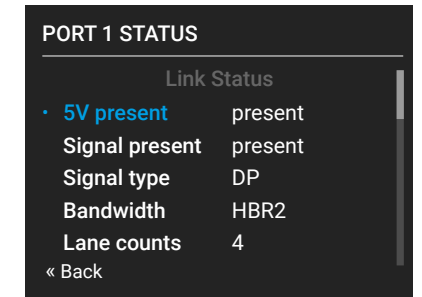 PORT 1 STATUS
Link Status
· 5V present present
Signal present present
Signal type DP
Bandwidth HBR2
Lane counts 4
« Back